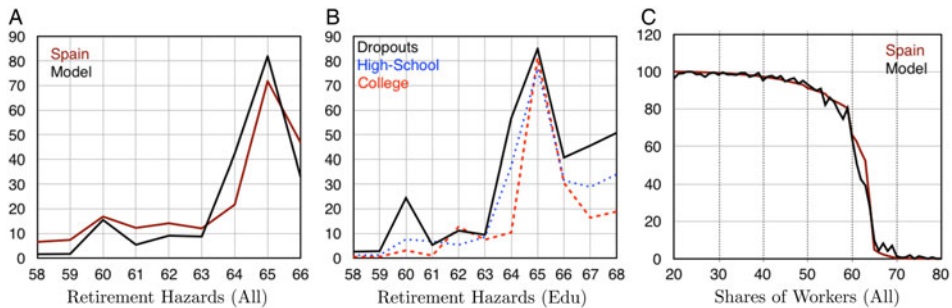 A
Spain
Model
90
80
70
60
50
40
30
20
10
0
58 59 60 61 62 63 64 65 66
Retirement Hazards (All)
B
Dropouts
High-School
College
90
80
70
60
50
40
30
20
10
0
58 59 60 61 62 63 64 65 66 67 68
Retirement Hazards (Edu)
C
Spain
Model
120
100
80
60
40
20
0
20 30 40 50 60 70 80
Shares of Workers (All)